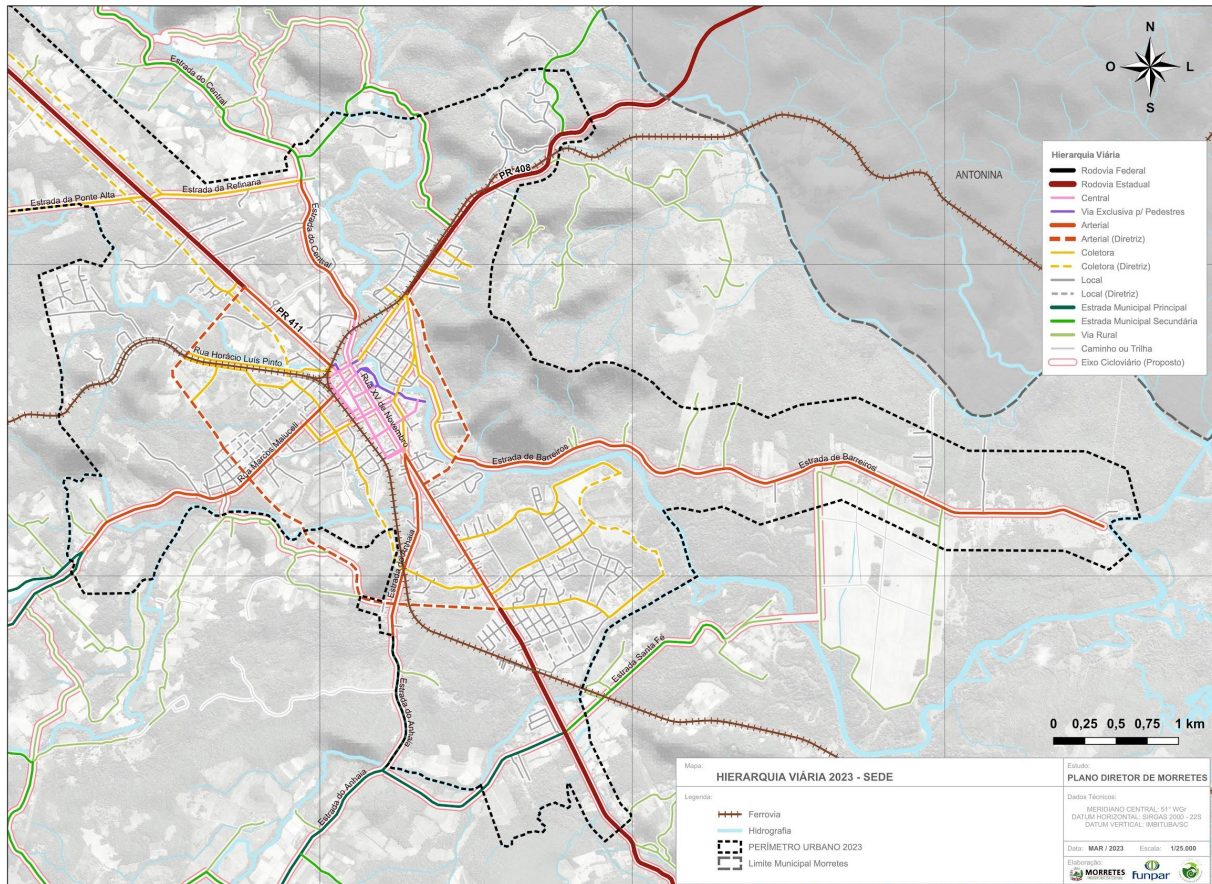 N
O
L
S
Hierarquia Viária
Rodovia Federal
Rodovia Estadual
Central
Via Exclusiva p/ Pedestres
Arterial
Arterial (Diretriz)
Coletora
Coletora (Diretriz)
Local
Local (Diretriz)
Estrada Municipal Principal
Estrada Municipal Secundária
Via Rural
Caminho ou Trilha
Eixo Cicloviário (Proposto)
ANTONINA
Estrada do Central
PR 408
Estrada da Refinaria
Estrada da Ponte Alta
Estrada do Central
PR 411
Rua Horácio Luís Pinto
Rua XV de Novembro
Rua Marcos Malucelli
Estrada de Barreiros
Estrada de Barreiros
Estrada do Anhaia
Estrada Santa Fé
Estrada do Anhaia
Estrada do Anhaia
0 0,25 0,5 0,75 1 km
Mapa:
HIERARQUIA VIÁRIA 2023 - SEDE
Legenda:
Ferrovia
Hidrografia
PERÍMETRO URBANO 2023
Limite Municipal Morretes
Estudo:
PLANO DIRETOR DE MORRETES
Dados Técnicos:
MERIDIANO CENTRAL: 51° WGr
DATUM HORIZONTAL: SIRGAS 2000 - 22S
DATUM VERTICAL: IMBITUBA/SC
Data: MAR / 2023 Escala: 1/25.000
Elaboração:
MORRETES
funpar